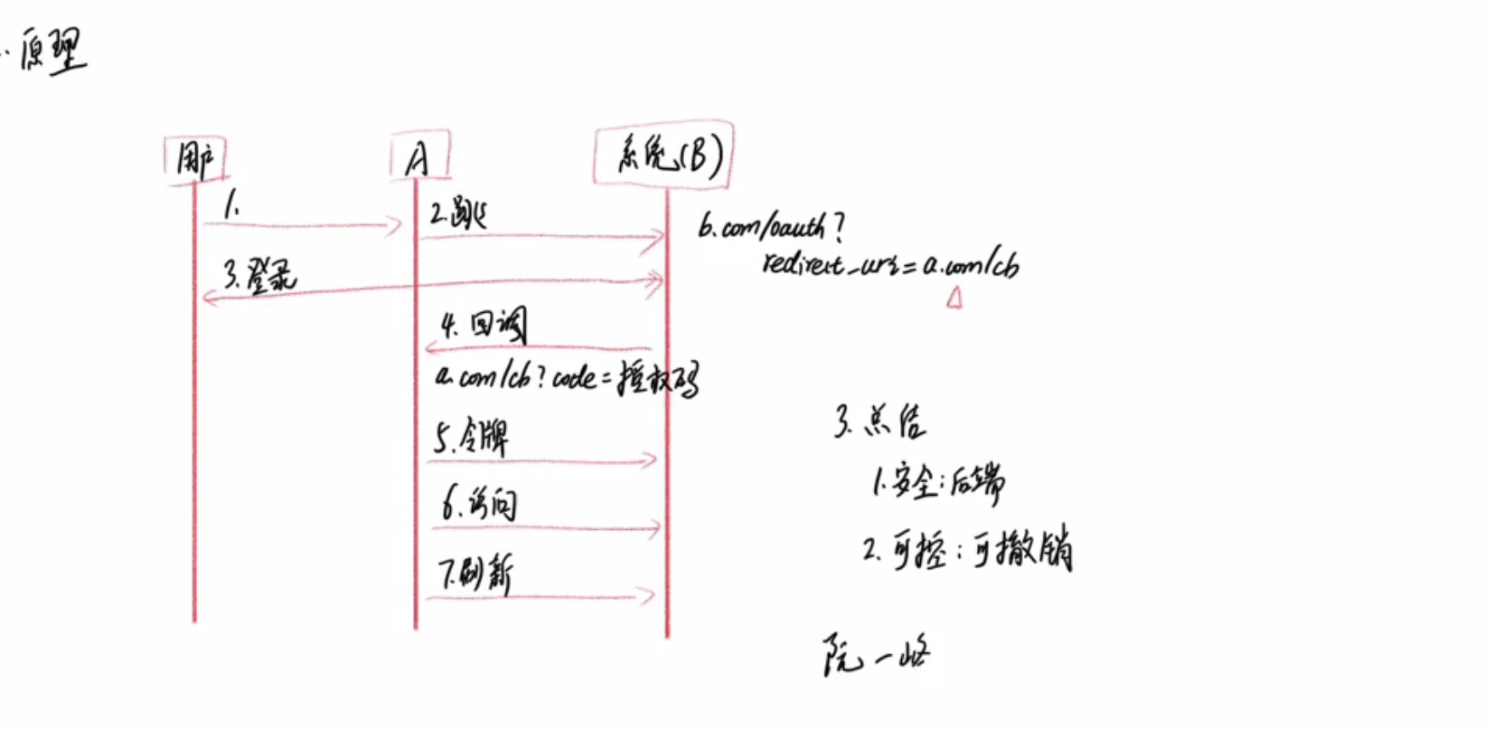 原理
用户
A
系统(B)
1.
2.跳
b.com/oauth?
redirect_uri=a.com/cb
3.登录
4.回调
a.com/cb?code=授权码
5.令牌
6.访问
7.刷新
3.总结
1.安全:后端
2.可控:可撤销
阮一峰